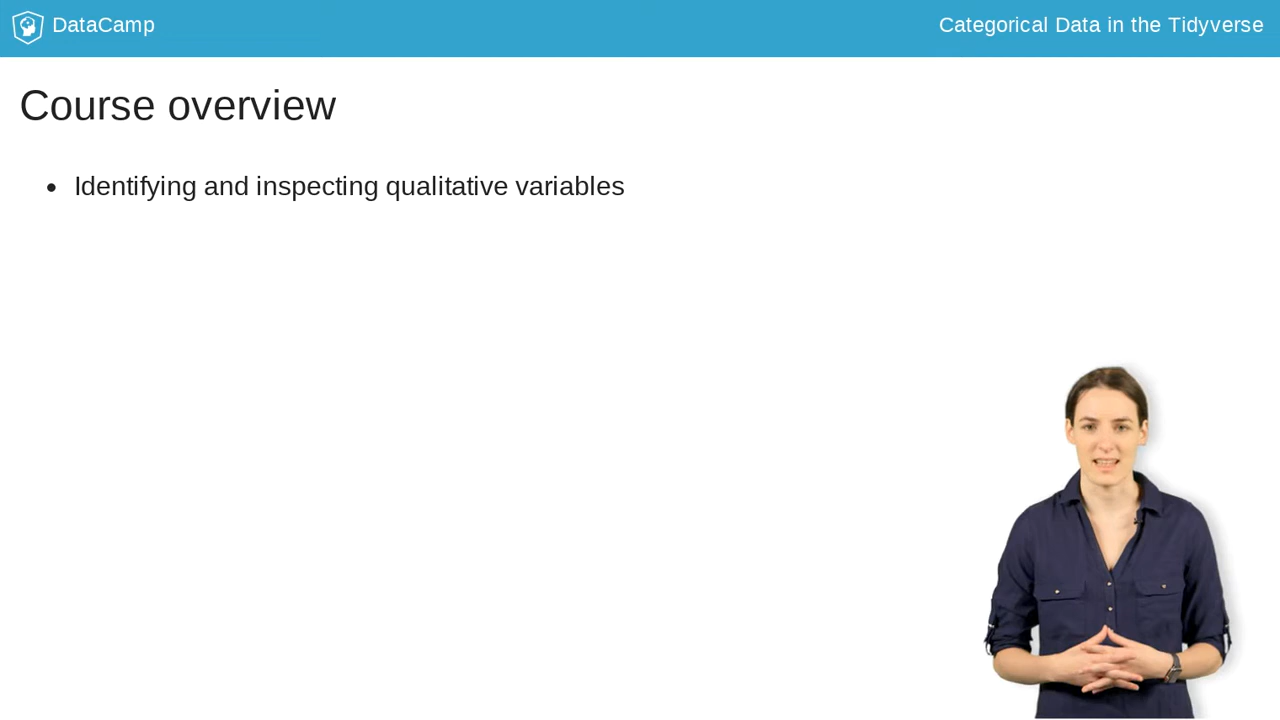 DataCamp
Categorical Data in the Tidyverse
Course overview
• Identifying and inspecting qualitative variables